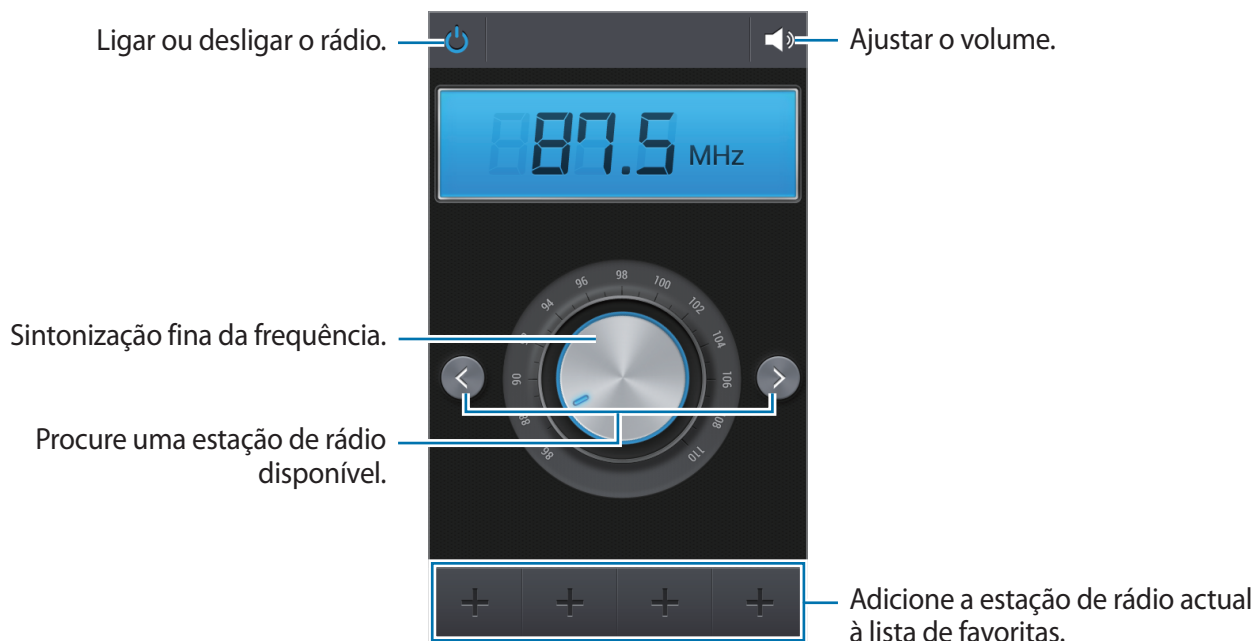 Ligar ou desligar o rádio.
Ajustar o volume.
87.5 MHz
96
98
100
94
102
104
Sintonização fina da frequência.
90
106
88
108
86
110
Procure uma estação de rádio
disponível.
Adicione a estação de rádio actual
à lista de favoritas.